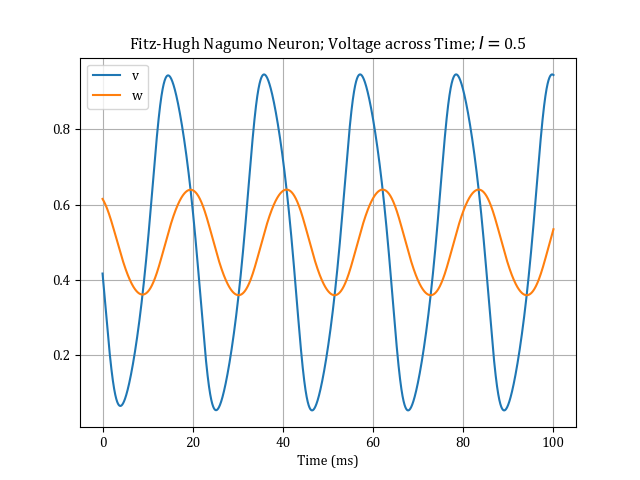 Fitz-Hugh Nagumo Neuron; Voltage across Time; I = 0.5
v
w
0.8
0.6
0.4
0.2
0 20 40 60 80 100
Time (ms)